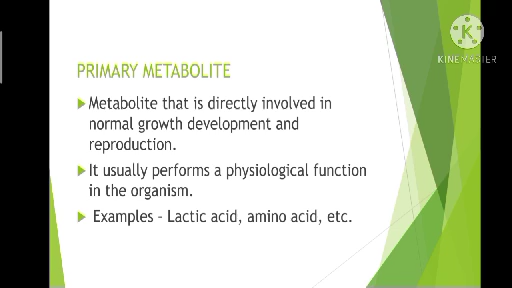 KINEMASTER
PRIMARY METABOLITE
Metabolite that is directly involved in
normal growth development and
reproduction.
It usually performs a physiological function
in the organism.
Examples - Lactic acid, amino acid, etc.